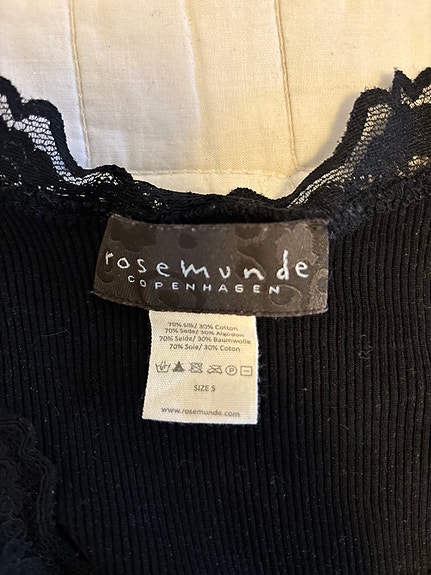 rosemunde
COPENHAGEN
70% silk/ 30% Cotton
70% Seda/ 30% Algodon
70% Seide/ 30% Baumwolle
70% Soie/ 30% Coton
P
SIZE S
www.rosemunde.com